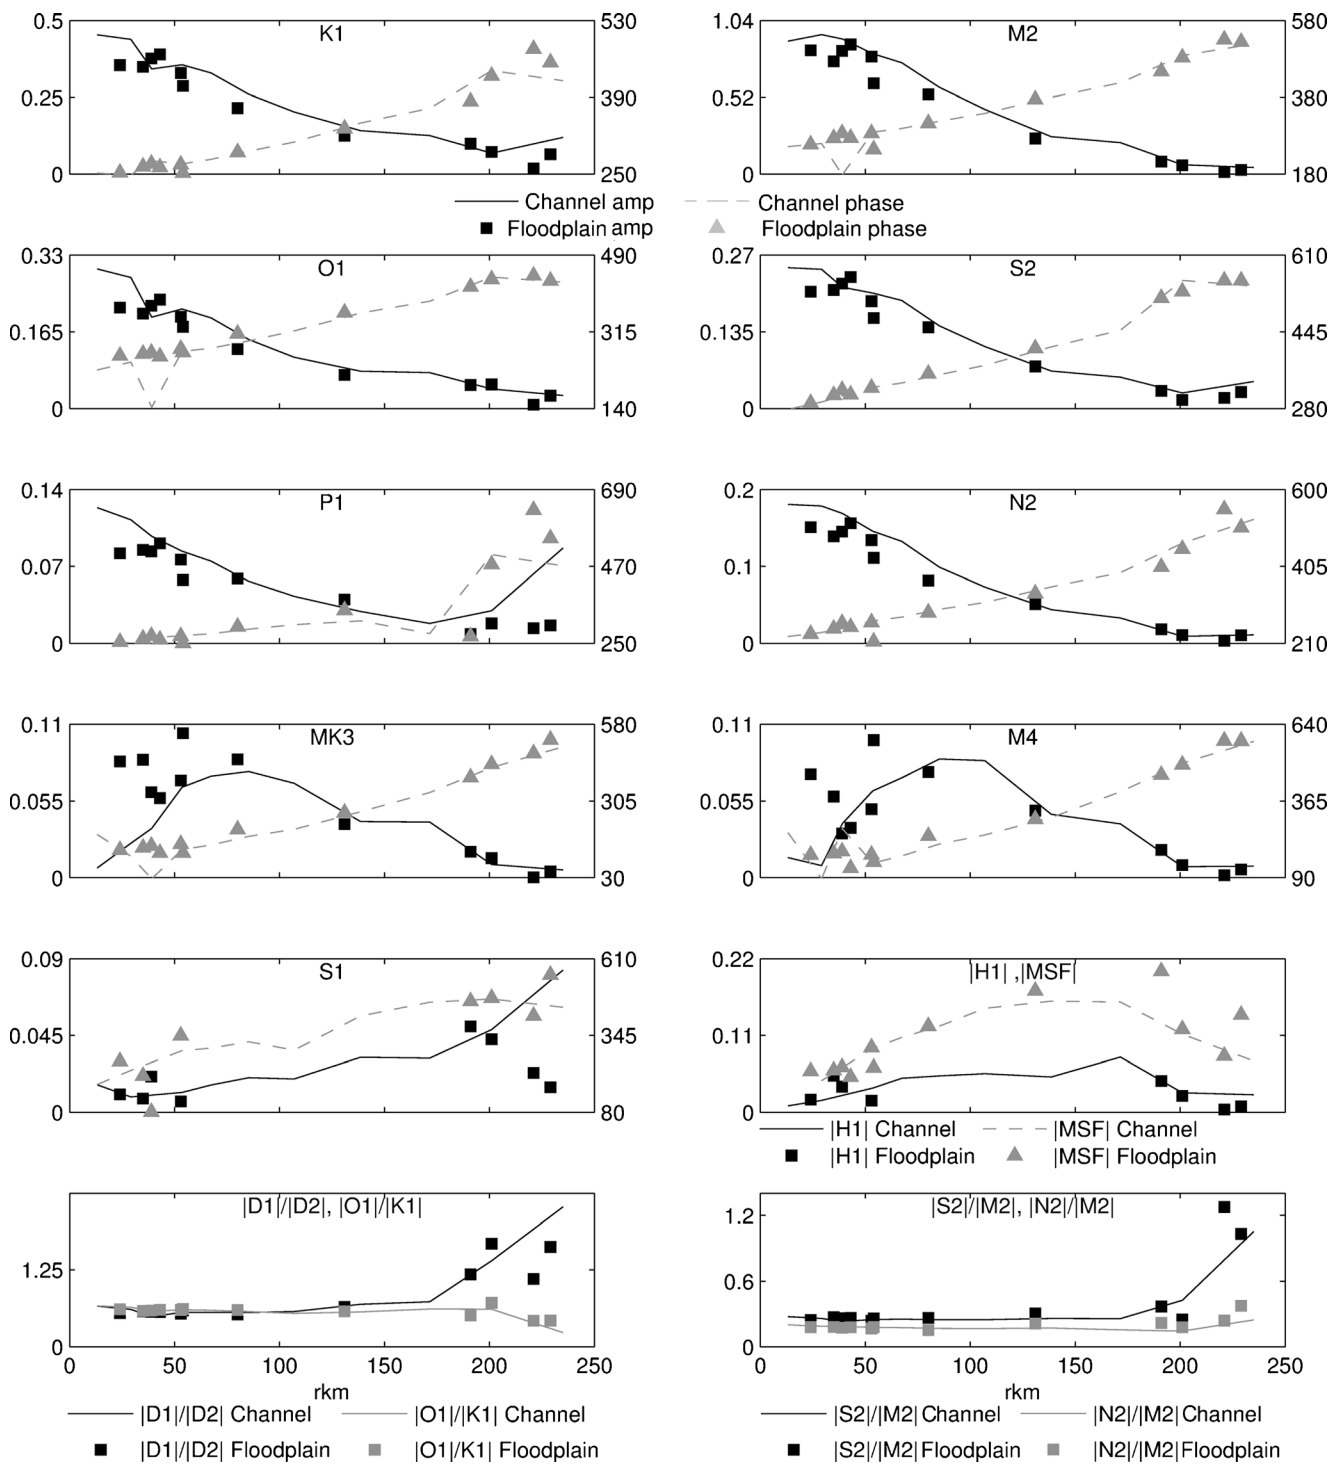 K1
0.5
0.25
0
530
390
250
M2
1.04
0.52
0
580
380
180
Channel amp
Channel phase
Floodplain amp
Floodplain phase
O1
0.33
0.165
0
490
315
140
S2
0.27
0.135
0
610
445
280
P1
0.14
0.07
0
690
470
250
N2
0.2
0.1
0
600
405
210
MK3
0.11
0.055
0
580
305
30
M4
0.11
0.055
0
640
365
90
S1
0.09
0.045
0
610
345
80
|H1| ,|MSF|
0.22
0.11
0
|H1| Channel
|MSF| Channel
|H1| Floodplain
|MSF| Floodplain
|D1|/|D2|, |O1|/|K1|
1.25
0
0 50 100 150 200 250
rkm
|D1|/|D2| Channel
|O1|/|K1| Channel
|D1|/|D2| Floodplain
|O1|/K1| Floodplain
|S2|/|M2|, |N2|/|M2|
1.2
0.6
0
0 50 100 150 200 250
rkm
|S2|/|M2| Channel
|N2|/|M2| Channel
|S2|/|M2| Floodplain
|N2|/|M2| Floodplain